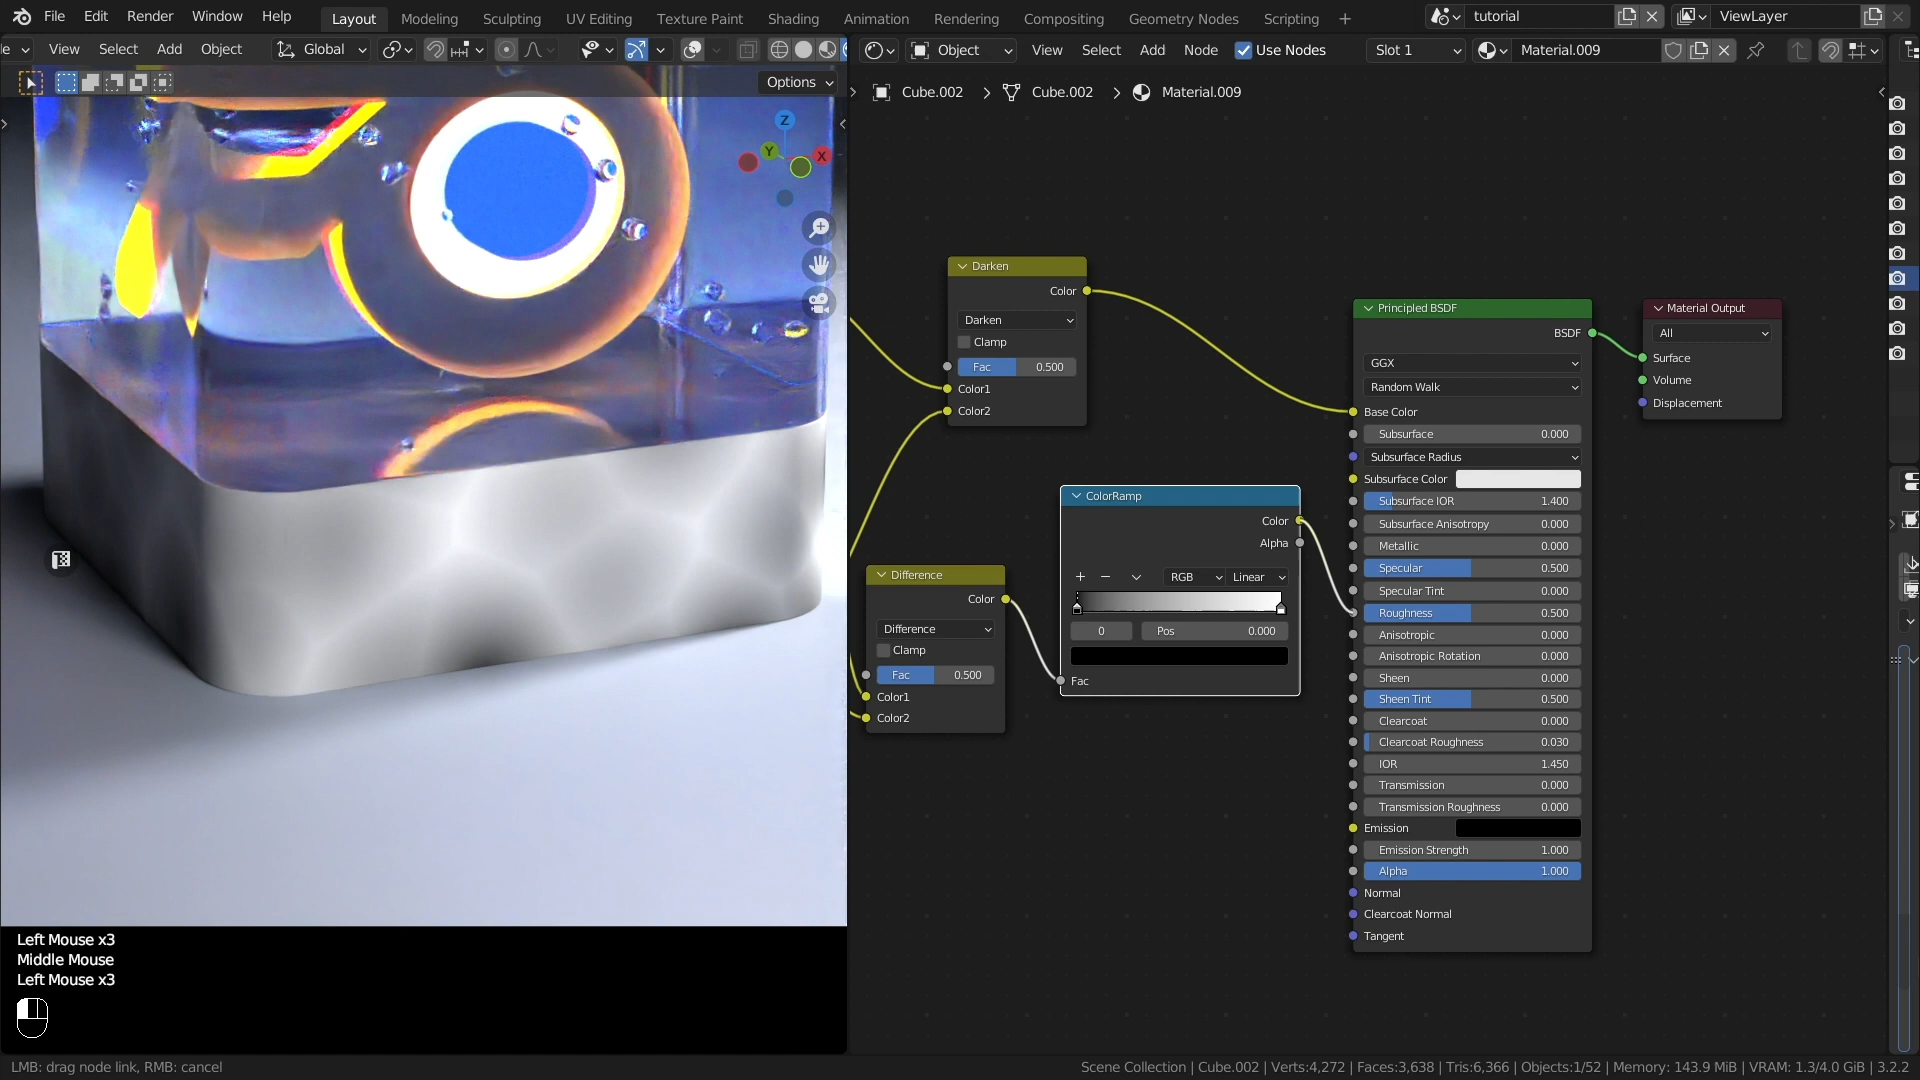 File Edit Render Window Help Layout Modeling Sculpting UV Editing Texture Paint Shading Animation Rendering Compositing Geometry Nodes Scripting + tutorial ViewLayer
View Select Add Object Global Object View Select Add Node Use Nodes Slot 1 Material.009
Options
Cube.002 > Cube.002 > Material.009
Z
Y
X
Darken
Color
Darken
Clamp
Fac 0.500
Color1
Color2
Difference
Color
Difference
Clamp
Fac 0.500
Color1
Color2
ColorRamp
Color
Alpha
RGB Linear
0 Pos 0.000
Fac
Principled BSDF
BSDF
GGX
Random Walk
Base Color
Subsurface 0.000
Subsurface Radius
Subsurface Color
Subsurface IOR 1.400
Subsurface Anisotropy 0.000
Metallic 0.000
Specular 0.500
Specular Tint 0.000
Roughness 0.500
Anisotropic 0.000
Anisotropic Rotation 0.000
Sheen 0.000
Sheen Tint 0.500
Clearcoat 0.000
Clearcoat Roughness 0.030
IOR 1.450
Transmission 0.000
Transmission Roughness 0.000
Emission
Emission Strength 1.000
Alpha 1.000
Normal
Clearcoat Normal
Tangent
Material Output
All
Surface
Volume
Displacement
Left Mouse x3
Middle Mouse
Left Mouse x3
LMB: drag node link, RMB: cancel
Scene Collection | Cube.002 | Verts:4,272 | Faces:3,638 | Tris:6,366 | Objects:1/52 | Memory: 143.9 MiB | VRAM: 1.3/4.0 GiB | 3.2.2